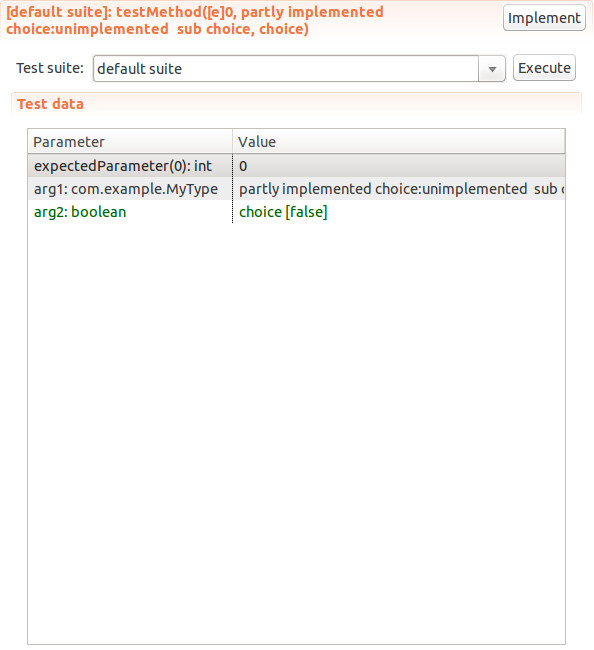 [default suite]: testMethod([e]0, partly implemented
choice:unimplemented  sub choice, choice)
Implement
Test suite: default suite
Execute
Test data
Parameter Value
expectedParameter(0): int 0
arg1: com.example.MyType partly implemented choice:unimplemented  sub c
arg2: boolean choice [false]